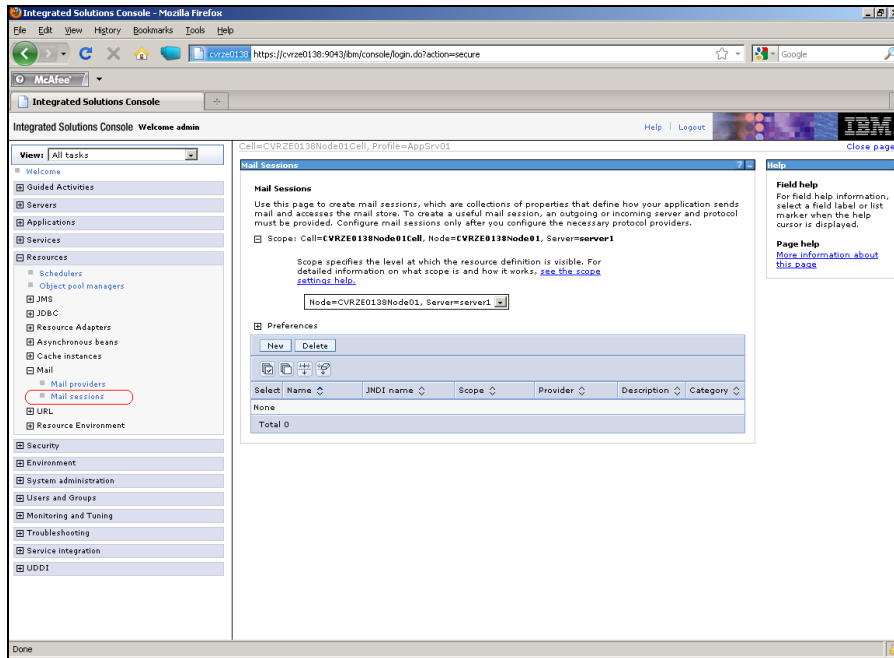 Integrated Solutions Console - Mozilla Firefox
File Edit View History Bookmarks Tools Help
cvrze0138 https://cvrze0138:9043/ibm/console/login.do?action=secure
Google
McAfee
Integrated Solutions Console
Integrated Solutions Console Welcome admin
Help Logout
IBM
Cell=CVRZE0138Node01Cell, Profile=AppSrv01
Close page
View: All tasks
Welcome
Guided Activities
Servers
Applications
Services
Resources
Schedulers
Object pool managers
JMS
JDBC
Resource Adapters
Asynchronous beans
Cache instances
Mail
Mail providers
Mail sessions
URL
Resource Environment
Security
Environment
System administration
Users and Groups
Monitoring and Tuning
Troubleshooting
Service integration
UDDI
Mail Sessions
Mail Sessions
Use this page to create mail sessions, which are collections of properties that define how your application sends
mail and accesses the mail store. To create a useful mail session, an outgoing or incoming server and protocol
must be provided. Configure mail sessions only after you configure the necessary protocol providers.
Scope: Cell=CVRZE0138Node01Cell, Node=CVRZE0138Node01, Server=server1
Scope specifies the level at which the resource definition is visible. For
detailed information on what scope is and how it works, see the scope
settings help.
Node=CVRZE0138Node01, Server=server1
Preferences
New Delete
Select Name JNDI name Scope Provider Description Category
None
Total 0
Help
Field help
For field help information,
select a field label or list
marker when the help
cursor is displayed.
Page help
More information about
this page
Done